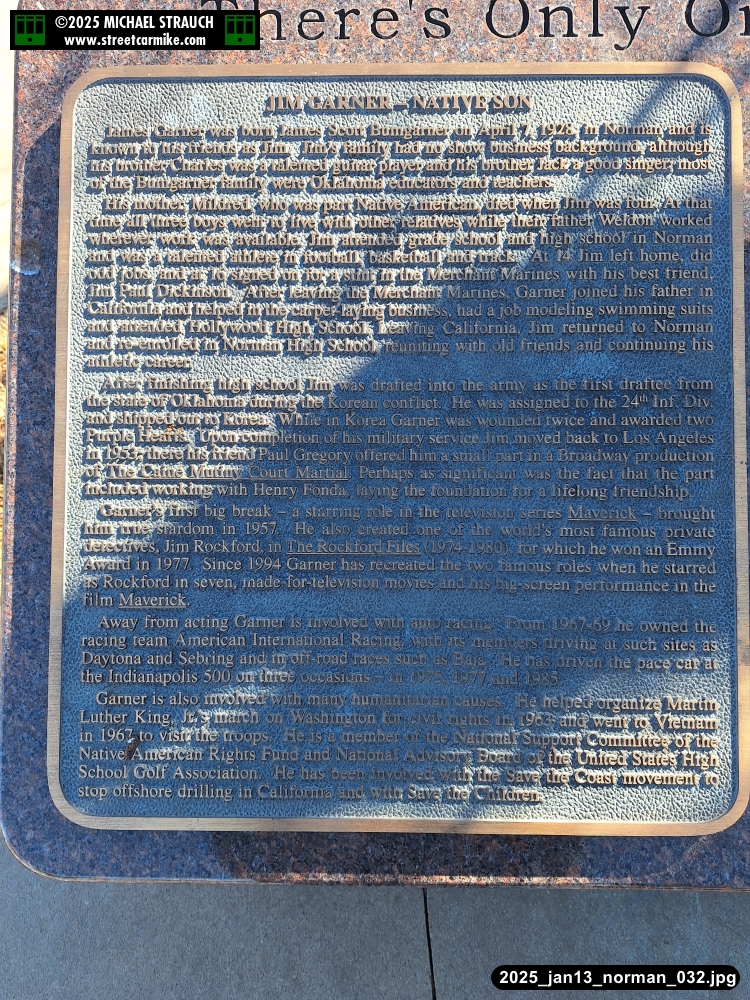 ©2025 MICHAEL STRAUCH
www.streetcarmike.com
There's Only On
JIM GARNER – NATIVE SON
James Garner was born James Scott Bumgarner on April 7, 1928, in Norman and is
known to his friends as Jim. Jim's family had no show business background, although
his brother Charles was a talented guitar player and his brother Jack a good singer; most
of the Bumgarner family were Oklahoma educators and teachers.
His mother, Mildred, who was part Native American, died when Jim was four. At that
time all three boys went to live with other relatives while their father Weldon worked
wherever work was available. Jim attended grade school and high school in Norman
and was a talented athlete in football, basketball and track. At 14 Jim left home, did
odd jobs, and at 16 signed on for a stint in the Merchant Marines with his best friend,
Jim Paul Dickinson. After leaving the Merchant Marines, Garner joined his father in
California and helped in the carpet-laying business, had a job modeling swimming suits
and attended Hollywood High School. Leaving California, Jim returned to Norman
and re-enrolled in Norman High School, reuniting with old friends and continuing his
athletic career.
After finishing high school Jim was drafted into the army as the first draftee from
the state of Oklahoma during the Korean conflict. He was assigned to the 24th Inf. Div.
and shipped out to Korea. While in Korea Garner was wounded twice and awarded two
Purple Hearts. Upon completion of his military service Jim moved back to Los Angeles
in 1953; there his friend Paul Gregory offered him a small part in a Broadway production
of The Caine Mutiny Court Martial. Perhaps as significant was the fact that the part
included working with Henry Fonda, laying the foundation for a lifelong friendship.
Garner's first big break – a starring role in the television series Maverick – brought
him true stardom in 1957. He also created one of the world's most famous private
detectives, Jim Rockford, in The Rockford Files (1974-1980), for which he won an Emmy
Award in 1977. Since 1994 Garner has recreated the two famous roles when he starred
as Rockford in seven, made-for-television movies and his big-screen performance in the
film Maverick.
Away from acting Garner is involved with auto racing. From 1967-69 he owned the
racing team American International Racing, with its members driving at such sites as
Daytona and Sebring and in off-road races such as Baja. He has driven the pace car at
the Indianapolis 500 on three occasions – in 1975, 1977 and 1985.
Garner is also involved with many humanitarian causes. He helped organize Martin
Luther King, Jr.'s march on Washington for civil rights in 1963 and went to Vietnam
in 1967 to visit the troops. He is a member of the National Support Committee of the
Native American Rights Fund and National Advisory Board of the United States High
School Golf Association. He has been involved with the Save the Coast movement to
stop offshore drilling in California and with Save the Children.
2025_jan13_norman_032.jpg